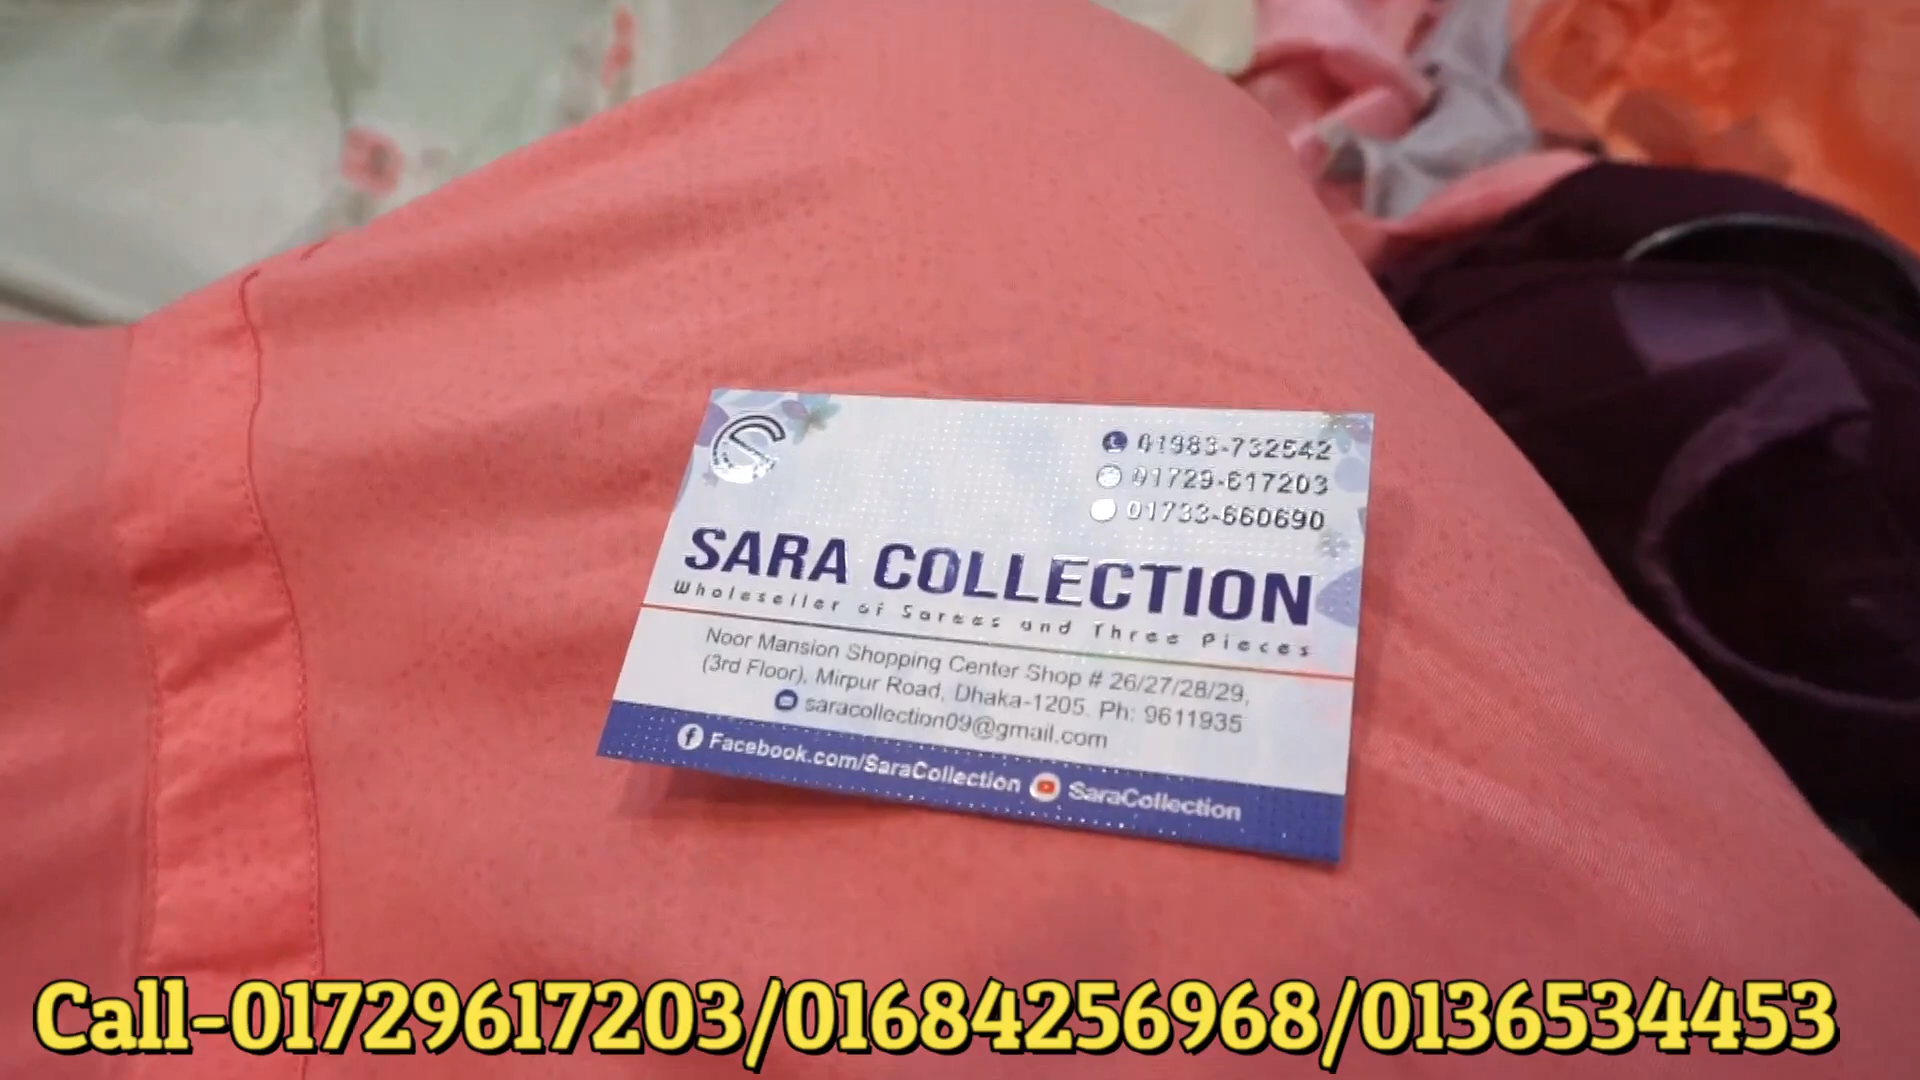 01983-732542
01729-617203
01733-660690
SARA COLLECTION
Wholeseller of Sarees and Three Pieces
Noor Mansion Shopping Center Shop # 26/27/28/29,
(3rd Floor), Mirpur Road, Dhaka-1205. Ph: 9611935
saracollection09@gmail.com
Facebook.com/SaraCollection SaraCollection
Call-01729617203/01684256968/0136534453